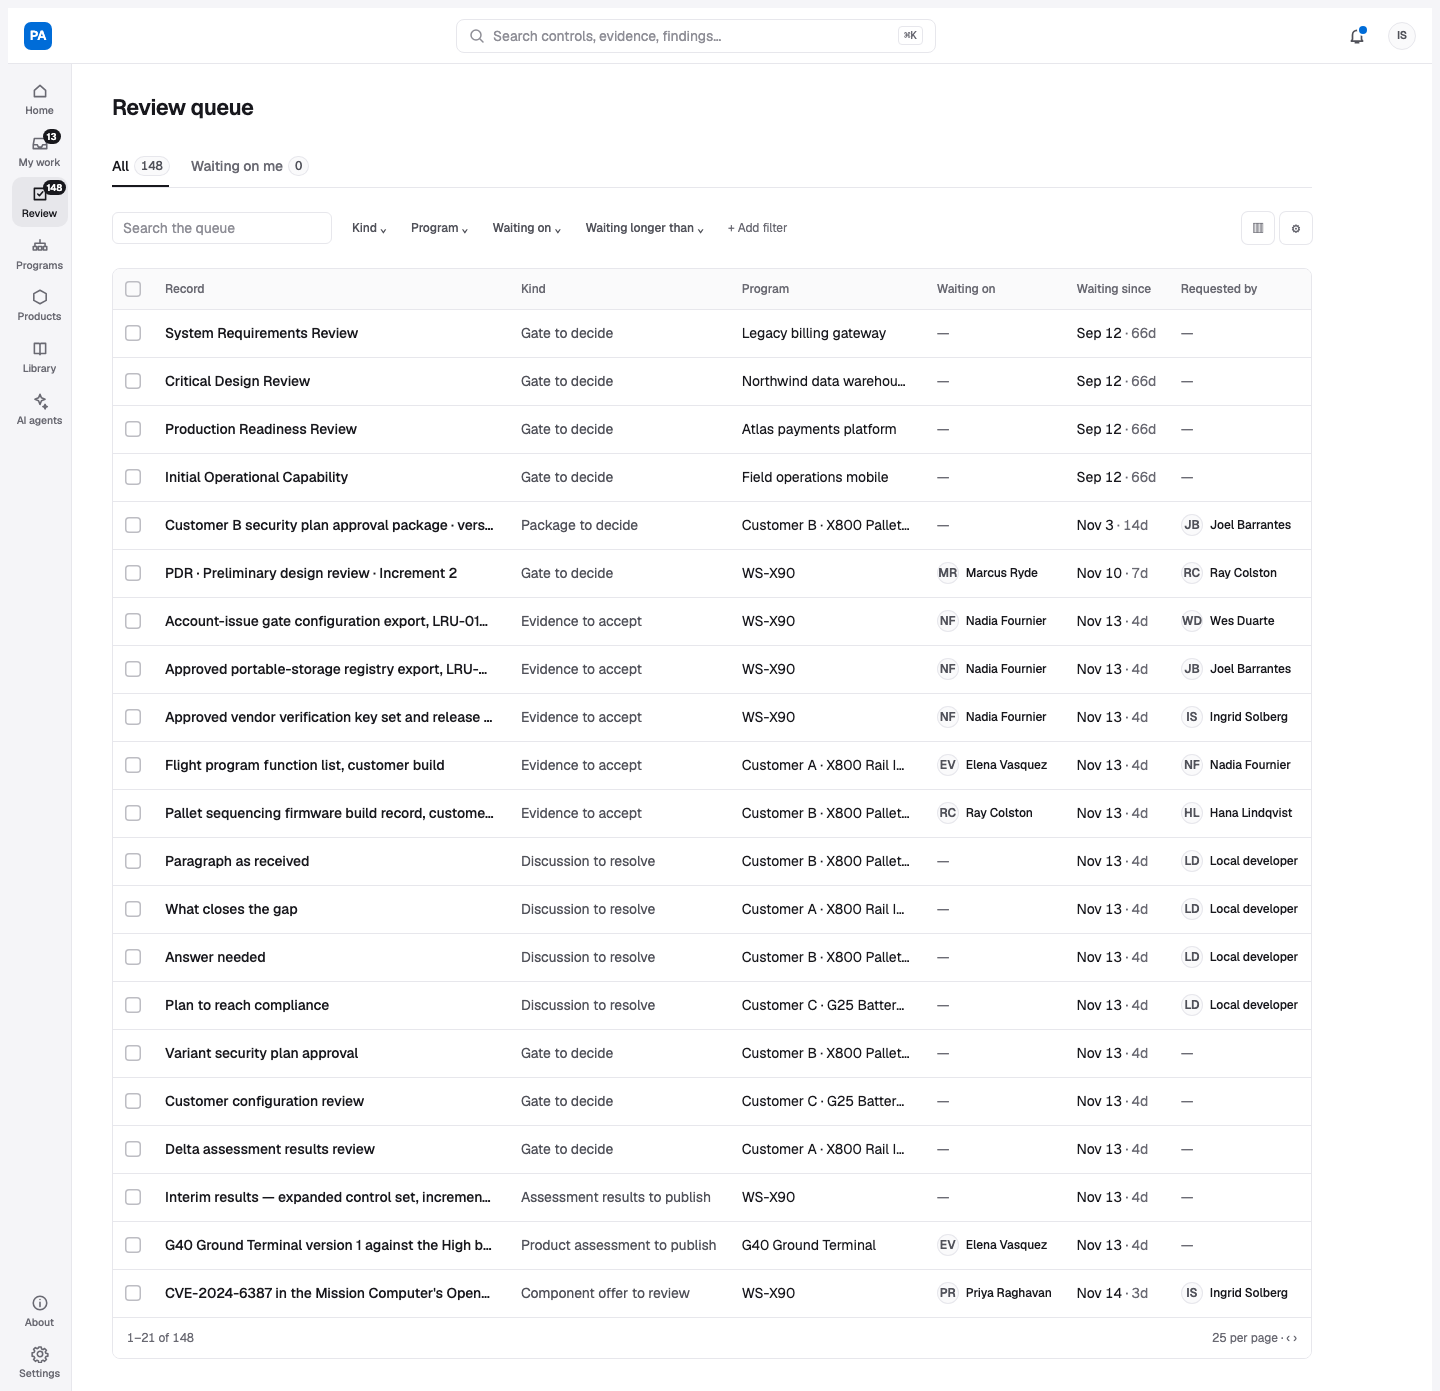 PA
Search controls, evidence, findings...
⌘K
IS
Home
13
My work
148
Review
Programs
Products
Library
AI agents
About
Settings
Review queue
All 148 Waiting on me 0
Search the queue Kind Program Waiting on Waiting longer than + Add filter
Record Kind Program Waiting on Waiting since Requested by
System Requirements Review Gate to decide Legacy billing gateway — Sep 12 · 66d —
Critical Design Review Gate to decide Northwind data warehou... — Sep 12 · 66d —
Production Readiness Review Gate to decide Atlas payments platform — Sep 12 · 66d —
Initial Operational Capability Gate to decide Field operations mobile — Sep 12 · 66d —
Customer B security plan approval package · vers... Package to decide Customer B · X800 Pallet... — Nov 3 · 14d JB Joel Barrantes
PDR · Preliminary design review · Increment 2 Gate to decide WS-X90 MR Marcus Ryde Nov 10 · 7d RC Ray Colston
Account-issue gate configuration export, LRU-01... Evidence to accept WS-X90 NF Nadia Fournier Nov 13 · 4d WD Wes Duarte
Approved portable-storage registry export, LRU-... Evidence to accept WS-X90 NF Nadia Fournier Nov 13 · 4d JB Joel Barrantes
Approved vendor verification key set and release ... Evidence to accept WS-X90 NF Nadia Fournier Nov 13 · 4d IS Ingrid Solberg
Flight program function list, customer build Evidence to accept Customer A · X800 Rail I... EV Elena Vasquez Nov 13 · 4d NF Nadia Fournier
Pallet sequencing firmware build record, custome... Evidence to accept Customer B · X800 Pallet... RC Ray Colston Nov 13 · 4d HL Hana Lindqvist
Paragraph as received Discussion to resolve Customer B · X800 Pallet... — Nov 13 · 4d LD Local developer
What closes the gap Discussion to resolve Customer A · X800 Rail I... — Nov 13 · 4d LD Local developer
Answer needed Discussion to resolve Customer B · X800 Pallet... — Nov 13 · 4d LD Local developer
Plan to reach compliance Discussion to resolve Customer C · G25 Batter... — Nov 13 · 4d LD Local developer
Variant security plan approval Gate to decide Customer B · X800 Pallet... — Nov 13 · 4d —
Customer configuration review Gate to decide Customer C · G25 Batter... — Nov 13 · 4d —
Delta assessment results review Gate to decide Customer A · X800 Rail I... — Nov 13 · 4d —
Interim results — expanded control set, incremen... Assessment results to publish WS-X90 — Nov 13 · 4d —
G40 Ground Terminal version 1 against the High b... Product assessment to publish G40 Ground Terminal EV Elena Vasquez Nov 13 · 4d —
CVE-2024-6387 in the Mission Computer's Open... Component offer to review WS-X90 PR Priya Raghavan Nov 14 · 3d IS Ingrid Solberg
1–21 of 148 25 per page · ‹ ›